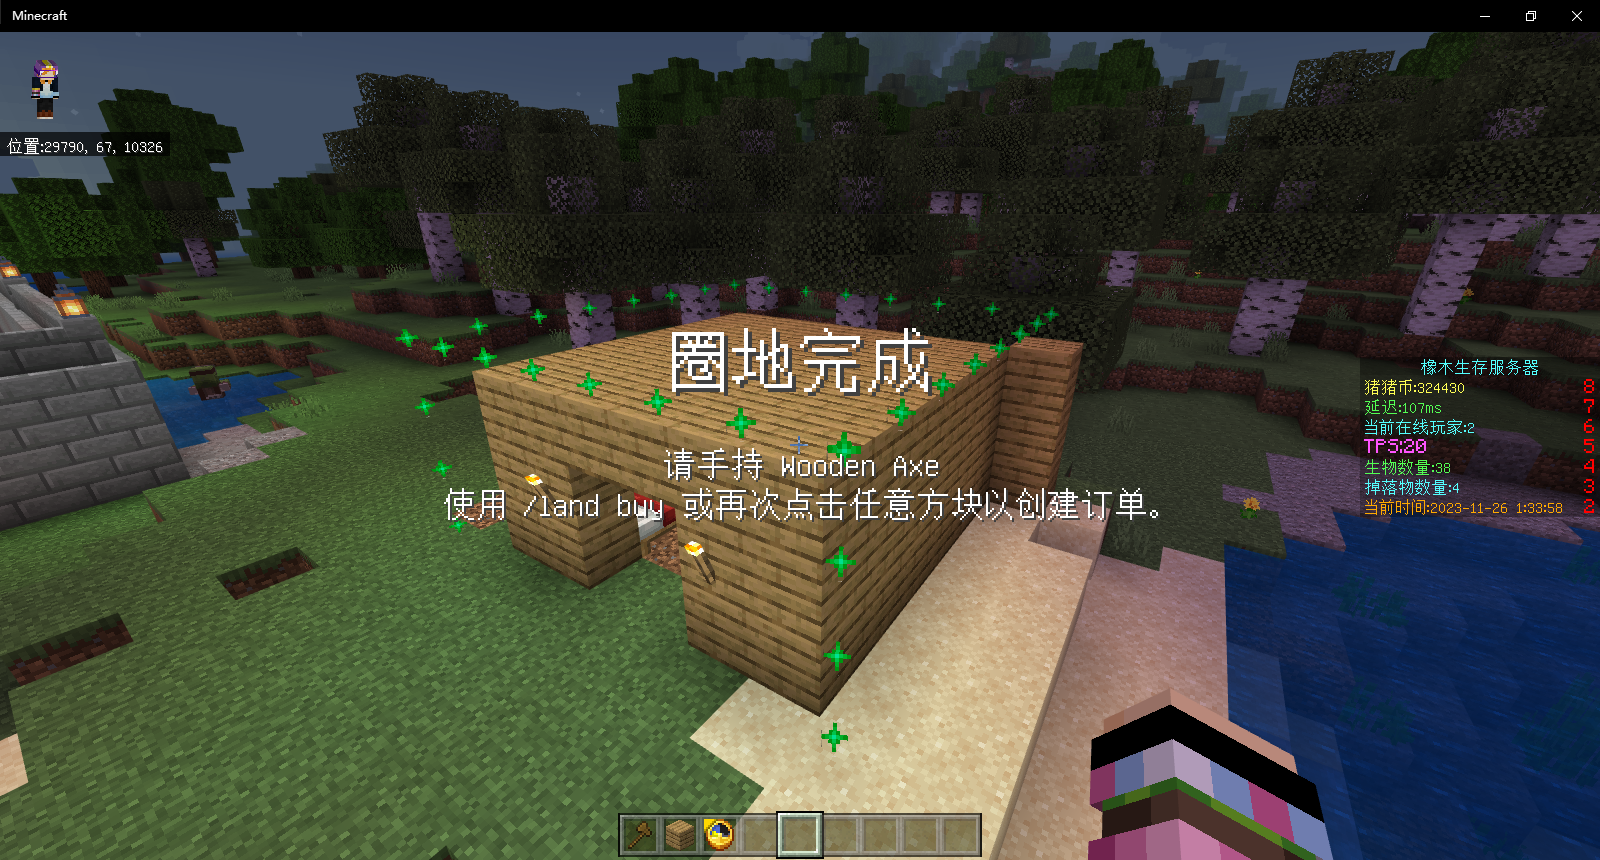 Minecraft
位置:29790, 67, 10326
圈地完成
请手持 Wooden Axe
使用 /land buy 或再次点击任意方块以创建订单。
橡木生存服务器
猪猪币:324430 8
延迟:107ms 7
当前在线玩家:2 6
TPS:20 5
生物数量:38 4
掉落物数量:4 3
当前时间:2023-11-26 1:33:58 2